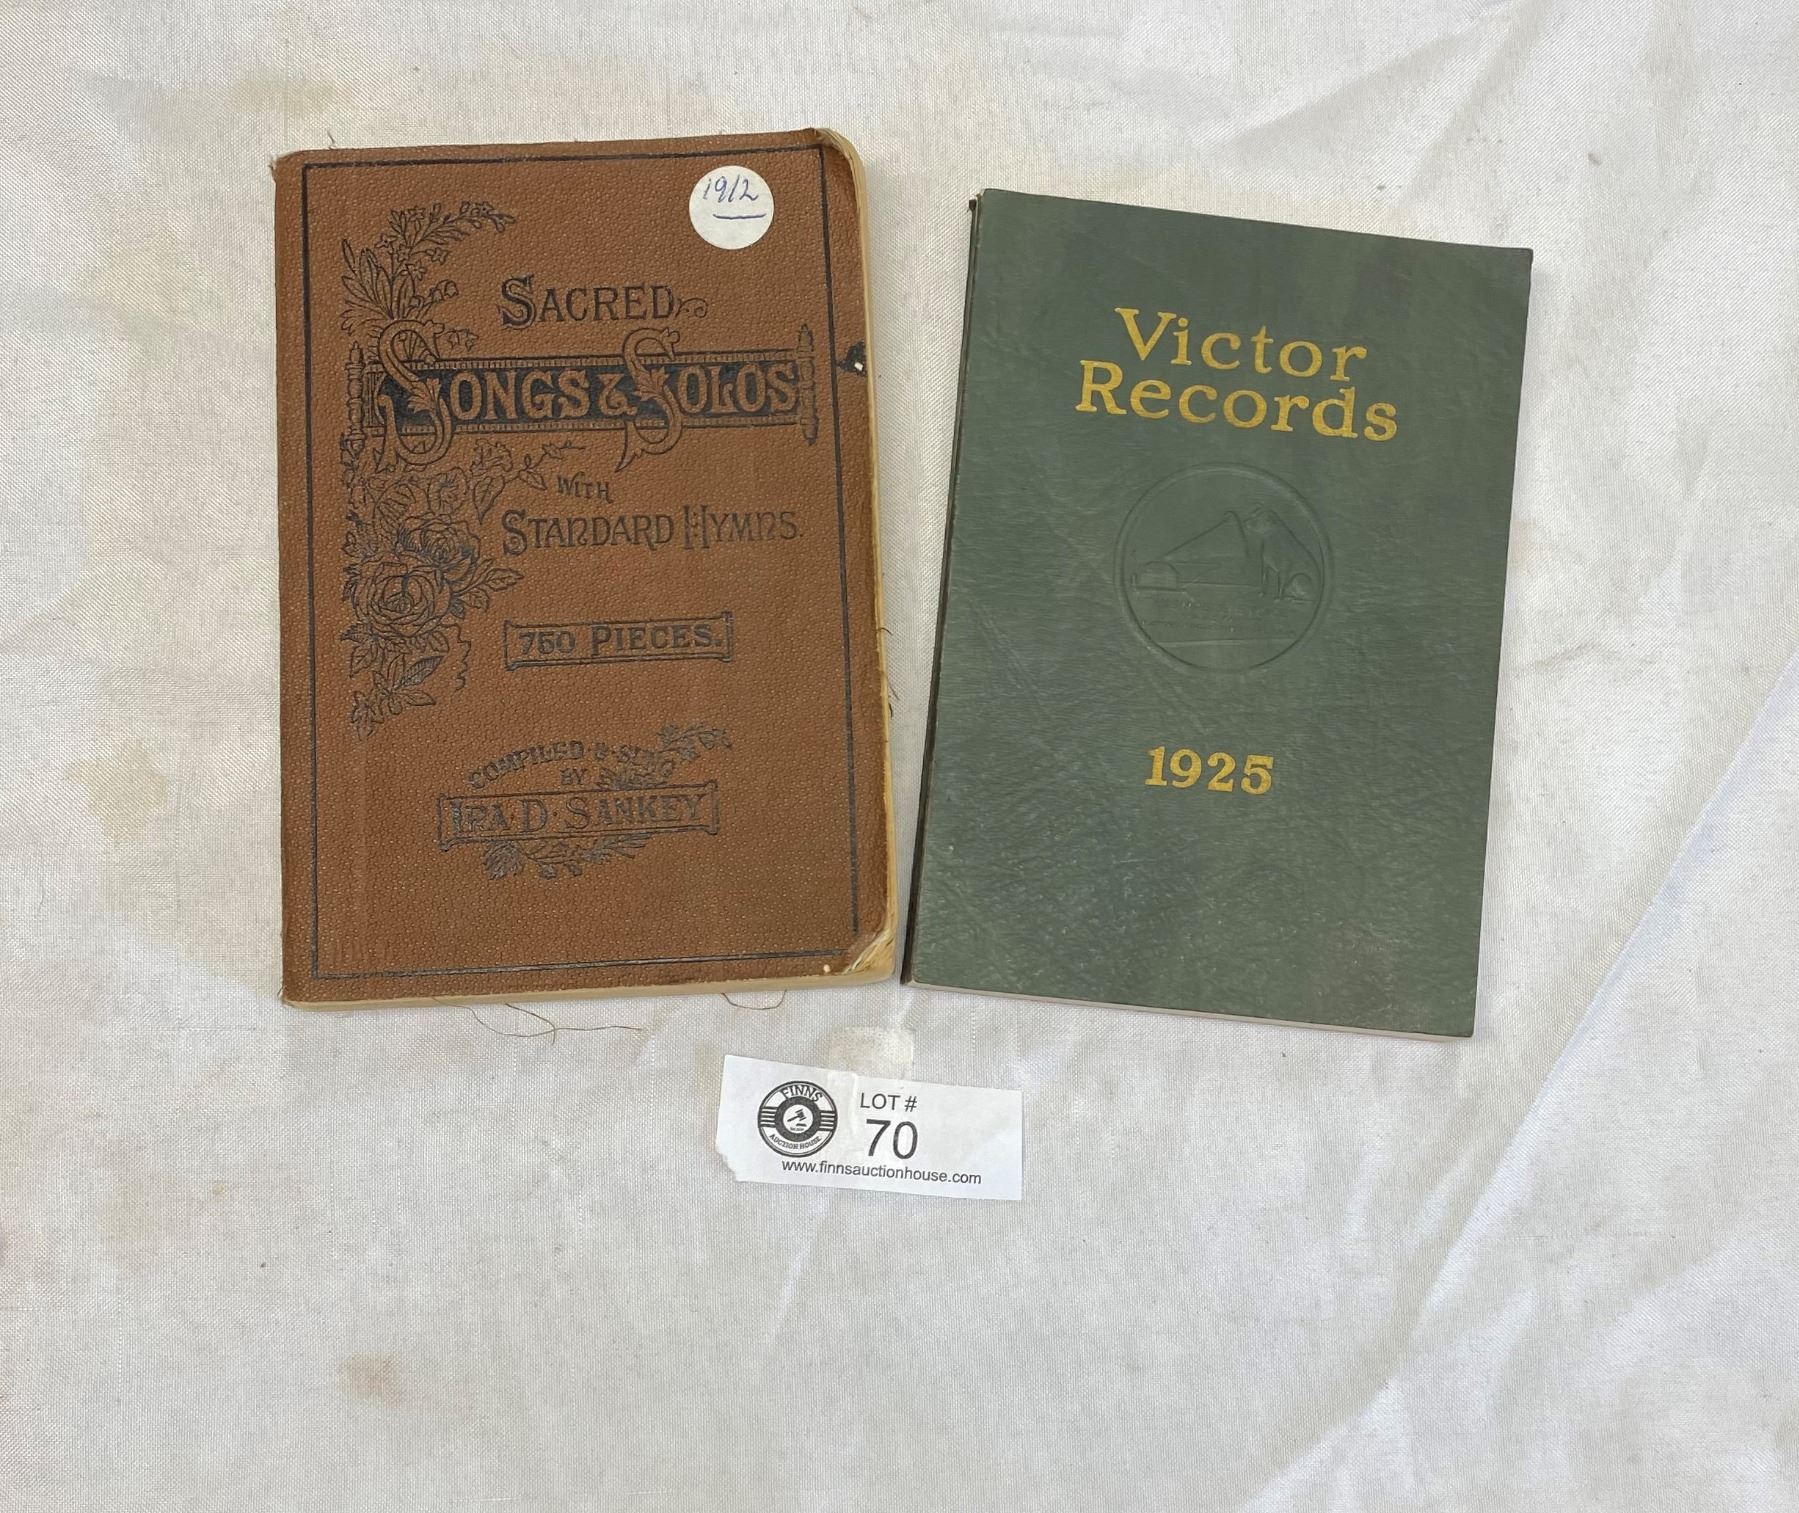 1912
SACRED
SONGS & SOLOS
WITH
STANDARD HYMNS.
750 PIECES.
COMPILED & SUNG
BY
IRA · D · SANKEY
Victor
Records
1925
FINNS
AUCTION HOUSE
LOT #
70
www.finnsauctionhouse.com